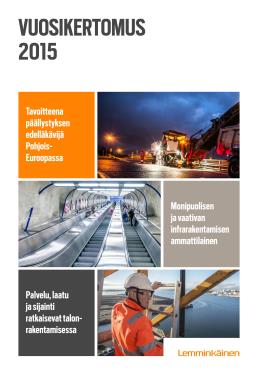 VUOSIKERTOMUS
2015
Tavoitteena
päällystyksen
edelläkävijä
Pohjois-
Euroopassa
Monipuolisen
ja vaativan
infrarakentamisen
ammattilainen
Palvelu, laatu
ja sijainti
ratkaisevat talon-
rakentamisessa
Lemminkäinen